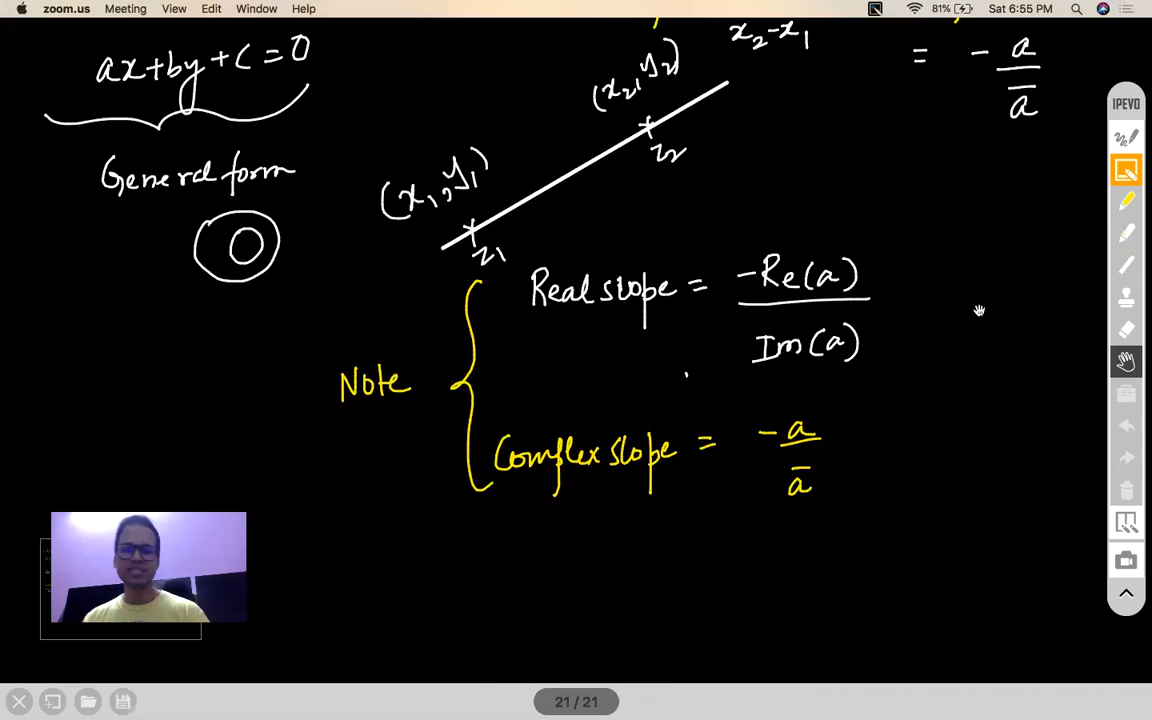 zoom.us Meeting View Edit Window Help 81% Sat 6:55 PM
ax+by+c=0
General form
x₂-x₁
= -a/a̅
(x₂, y₂)
z₂
(x₁, y₁)
z₁
IPEVO
Note
Real slope = -Re(a)/Im(a)
Complex slope = -a/a̅
21 / 21